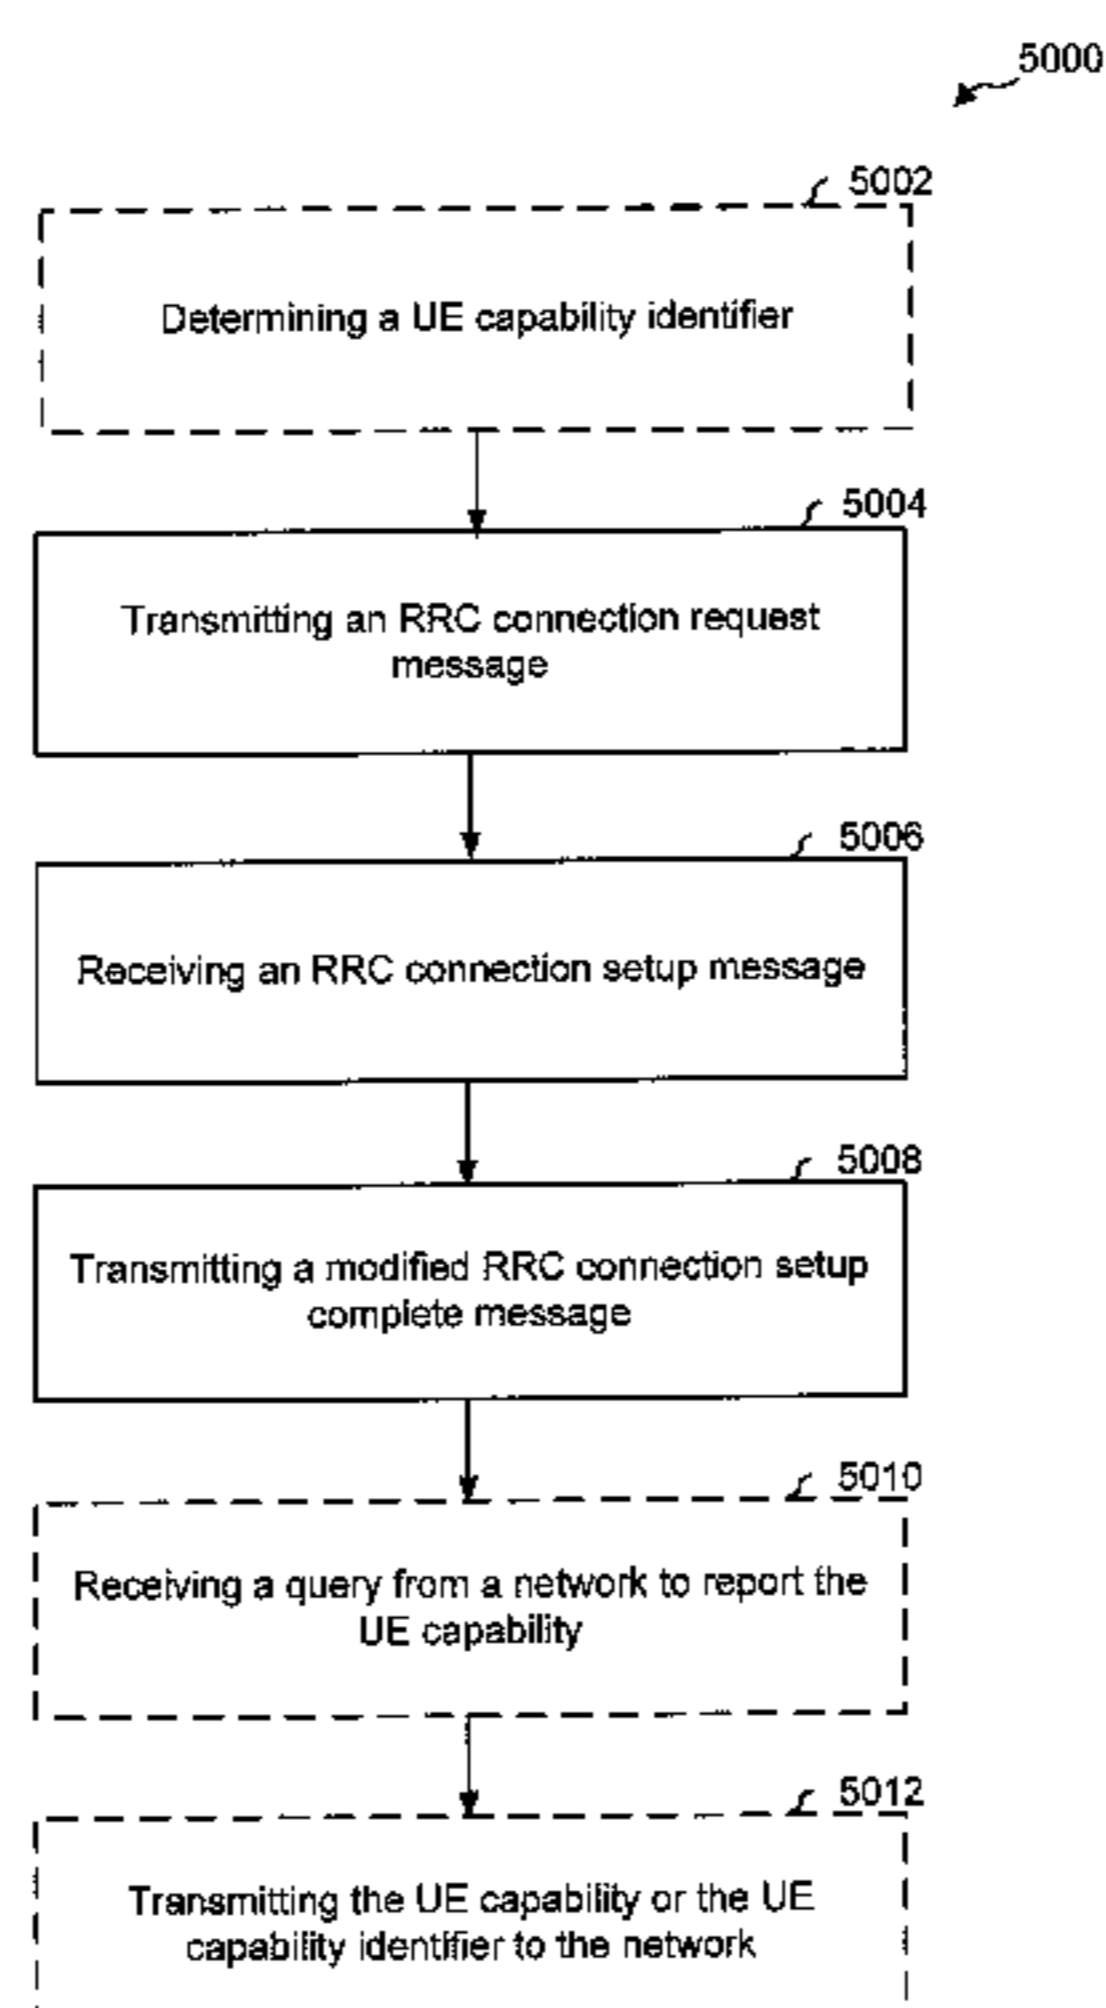 5000
5002
Determining a UE capability identifier
5004
Transmitting an RRC connection request
message
5006
Receiving an RRC connection setup message
5008
Transmitting a modified RRC connection setup
complete message
5010
Receiving a query from a network to report the
UE capability
5012
Transmitting the UE capability or the UE
capability identifier to the network